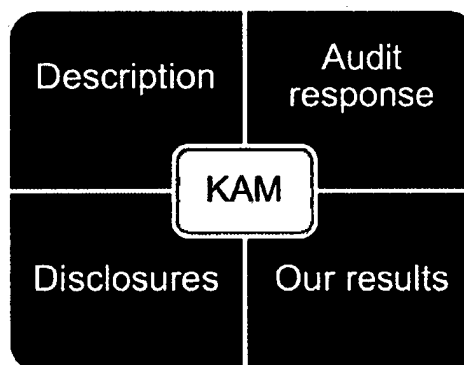 Description
Audit
response
KAM
Disclosures
Our results